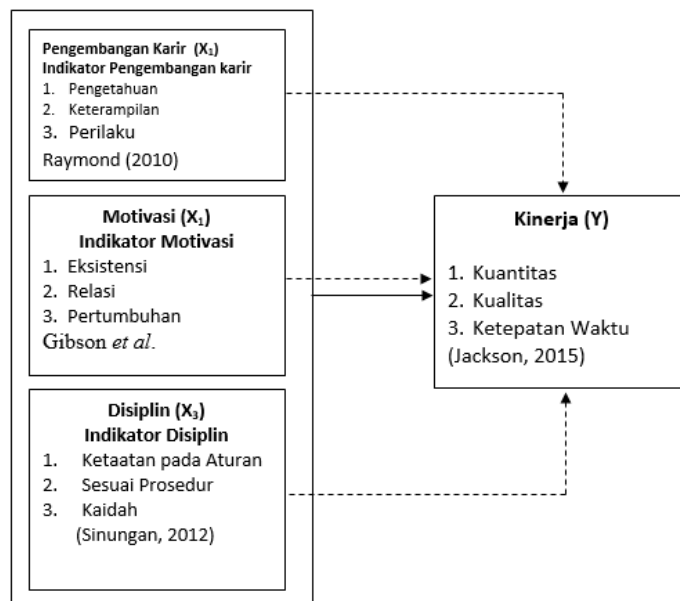 Pengembangan Karir (X₁)
Indikator Pengembangan karir
1. Pengetahuan
2. Keterampilan
3. Perilaku
Raymond (2010)
Motivasi (X₁)
Indikator Motivasi
1. Eksistensi
2. Relasi
3. Pertumbuhan
Gibson et al.
Disiplin (X₃)
Indikator Disiplin
1. Ketaatan pada Aturan
2. Sesuai Prosedur
3. Kaidah
(Sinungan, 2012)
Kinerja (Y)
1. Kuantitas
2. Kualitas
3. Ketepatan Waktu
(Jackson, 2015)